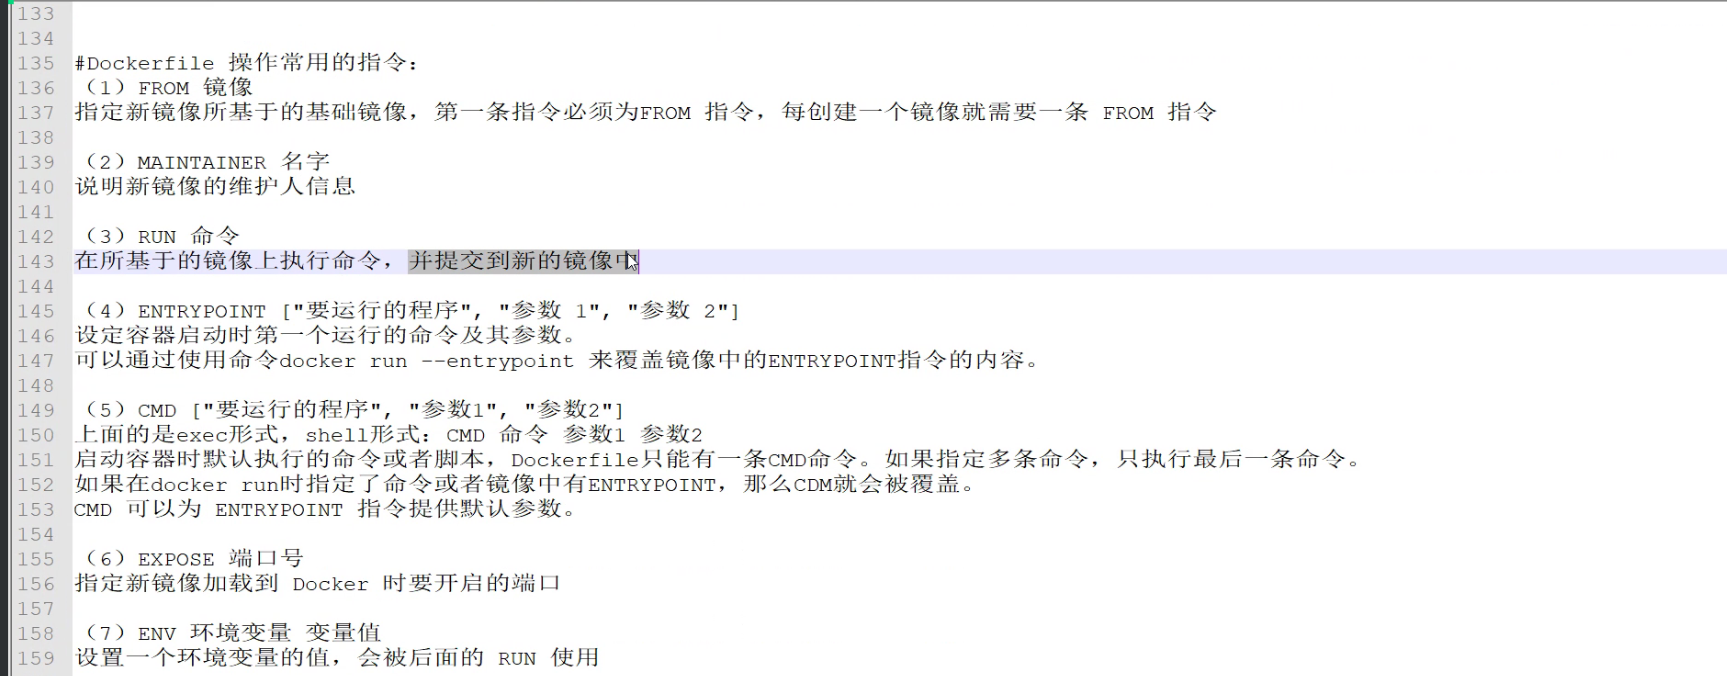 133
134
135 #Dockerfile 操作常用的指令：
136 （1）FROM 镜像
137 指定新镜像所基于的基础镜像，第一条指令必须为FROM 指令，每创建一个镜像就需要一条 FROM 指令
138
139 （2）MAINTAINER 名字
140 说明新镜像的维护人信息
141
142 （3）RUN 命令
143 在所基于的镜像上执行命令，并提交到新的镜像中
144
145 （4）ENTRYPOINT ["要运行的程序", "参数 1", "参数 2"]
146 设定容器启动时第一个运行的命令及其参数。
147 可以通过使用命令docker run --entrypoint 来覆盖镜像中的ENTRYPOINT指令的内容。
148
149 （5）CMD ["要运行的程序", "参数1", "参数2"]
150 上面的是exec形式，shell形式：CMD 命令 参数1 参数2
151 启动容器时默认执行的命令或者脚本，Dockerfile只能有一条CMD命令。如果指定多条命令，只执行最后一条命令。
152 如果在docker run时指定了命令或者镜像中有ENTRYPOINT，那么CDM就会被覆盖。
153 CMD 可以为 ENTRYPOINT 指令提供默认参数。
154
155 （6）EXPOSE 端口号
156 指定新镜像加载到 Docker 时要开启的端口
157
158 （7）ENV 环境变量 变量值
159 设置一个环境变量的值，会被后面的 RUN 使用